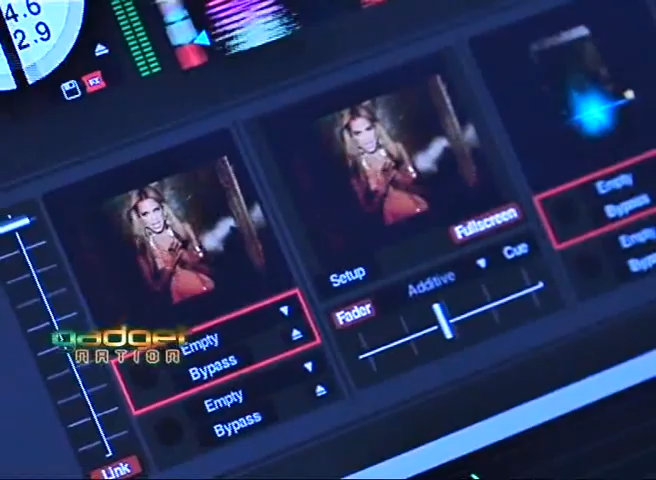 4.6
2.9
FX
Setup
Fullscreen
Fader
Additive
Cue
Empty
Bypass
Empty
Bypass
Empty
Bypass
Empty
Bypass
Link
gadget
NATION